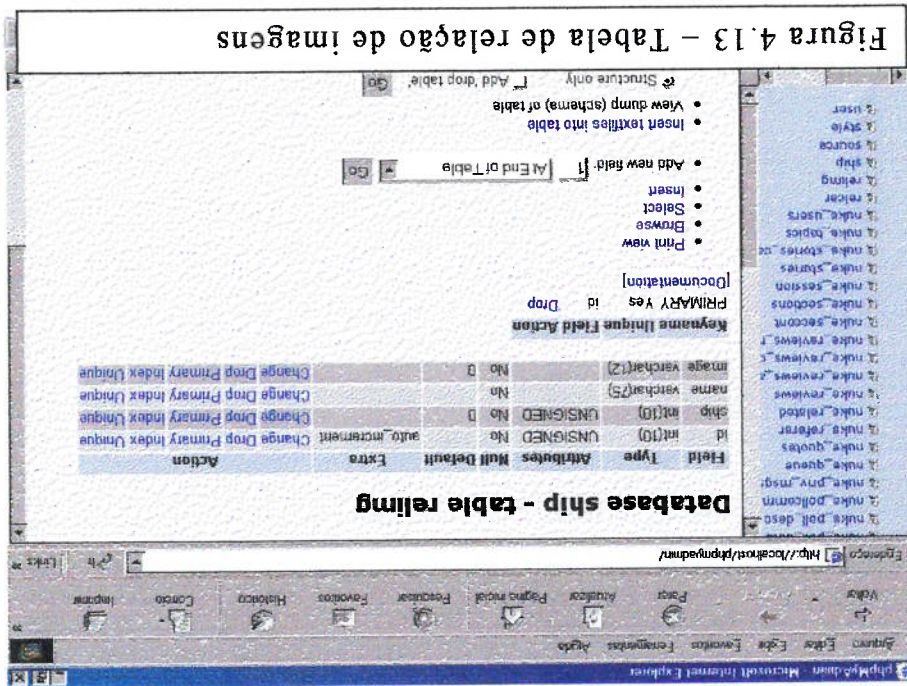 phpMyAdmin - Microsoft Internet Explorer
Arquivo Editar Exibir Favoritos Ferramentas Ajuda
Voltar Parar Atualizar Página inicial Pesquisar Favoritos Histórico Correio Imprimir
Endereço http://localhost/phpmyadmin/ Ir Links
nuke_poll_desc
nuke_pollcomm
nuke_priv_msgs
nuke_queue
nuke_quotes
nuke_referer
nuke_related
nuke_reviews
nuke_reviews_a
nuke_reviews_c
nuke_reviews_r
nuke_seccont
nuke_sections
nuke_session
nuke_stories
nuke_stories_ca
nuke_topics
nuke_users
relcar
relimg
ship
source
style
user
Database ship - table relimg
Field Type Attributes Null Default Extra Action
id int(10) UNSIGNED No auto_increment Change Drop Primary Index Unique
ship int(10) UNSIGNED No 0 Change Drop Primary Index Unique
name varchar(75) No Change Drop Primary Index Unique
image varchar(12) No 0 Change Drop Primary Index Unique
Keyname Unique Field Action
PRIMARY Yes id Drop
[Documentation]
Print view
Browse
Select
Insert
Add new field: 1 At End of Table Go
Insert textfiles into table
View dump (schema) of table
Structure only Add 'drop table' Go
Figura 4.13 – Tabela de relação de imagens